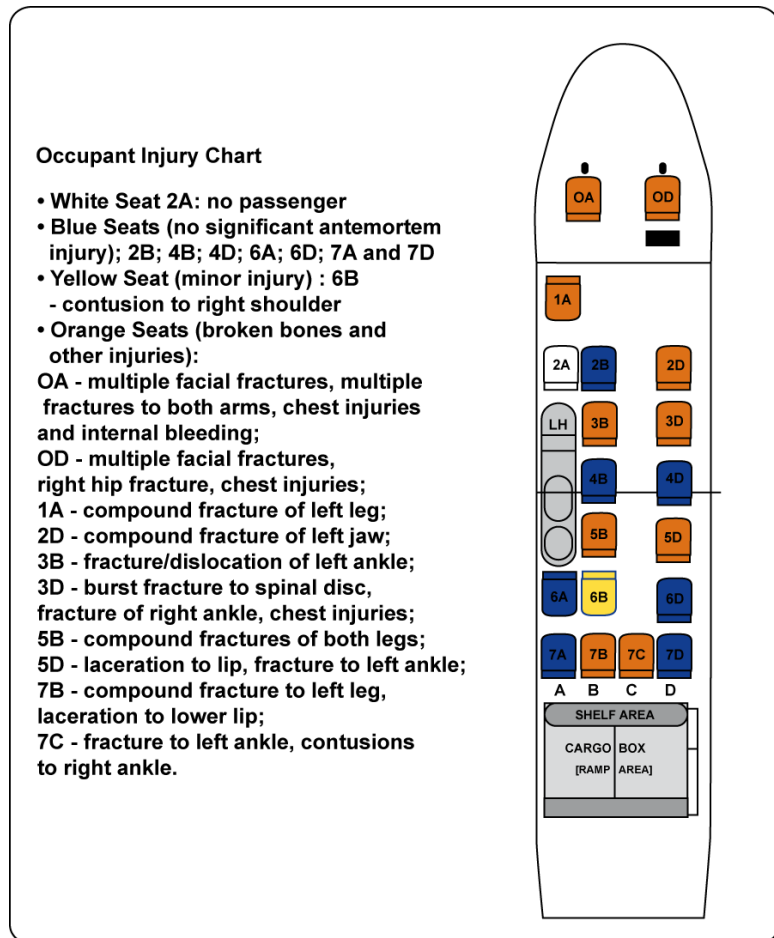 Occupant Injury Chart
• White Seat 2A: no passenger
• Blue Seats (no significant antemortem
injury); 2B; 4B; 4D; 6A; 6D; 7A and 7D
• Yellow Seat (minor injury) : 6B
- contusion to right shoulder
• Orange Seats (broken bones and
other injuries):
OA - multiple facial fractures, multiple
fractures to both arms, chest injuries
and internal bleeding;
OD - multiple facial fractures,
right hip fracture, chest injuries;
1A - compound fracture of left leg;
2D - compound fracture of left jaw;
3B - fracture/dislocation of left ankle;
3D - burst fracture to spinal disc,
fracture of right ankle, chest injuries;
5B - compound fractures of both legs;
5D - laceration to lip, fracture to left ankle;
7B - compound fracture to left leg,
laceration to lower lip;
7C - fracture to left ankle, contusions
to right ankle.
OA OD
1A
2A 2B 2D
LH 3B 3D
4B 4D
5B 5D
6A 6B 6D
7A 7B 7C 7D
A B C D
SHELF AREA
CARGO BOX
[RAMP AREA]